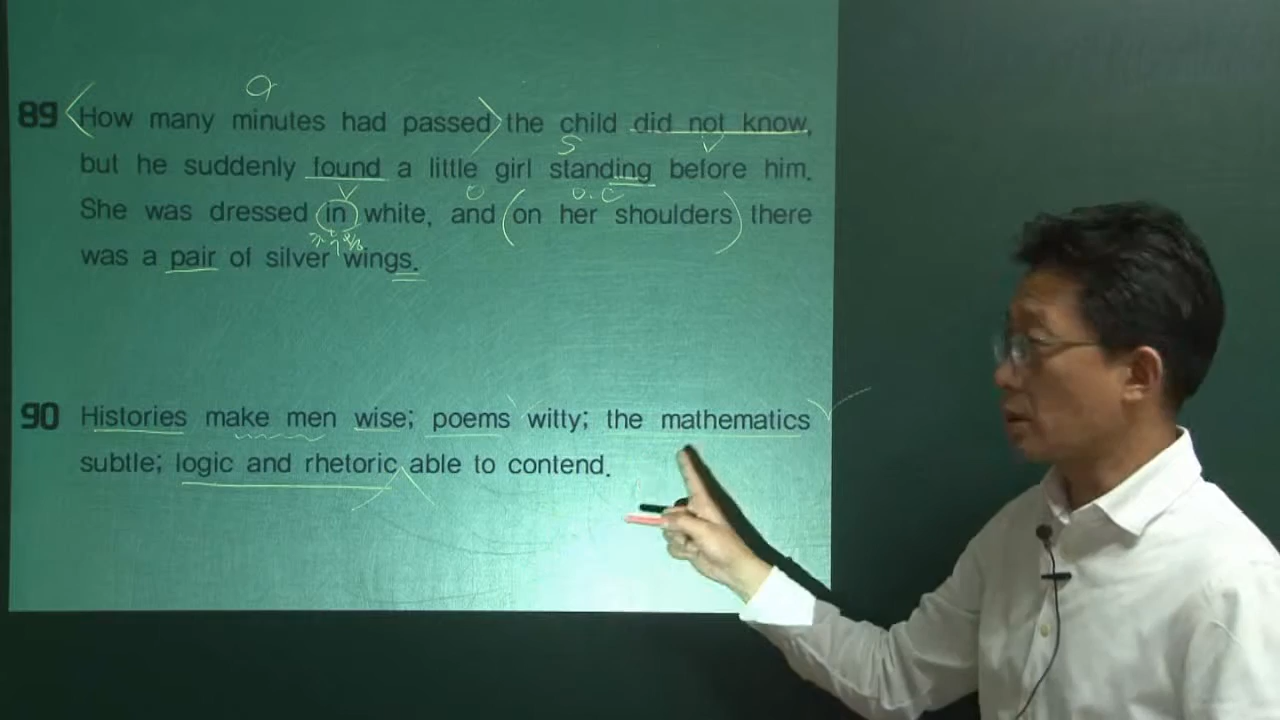 89 How many minutes had passed the child did not know,
but he suddenly found a little girl standing before him.
She was dressed in white, and on her shoulders there
was a pair of silver wings.
90 Histories make men wise; poems witty; the mathematics
subtle; logic and rhetoric able to contend.